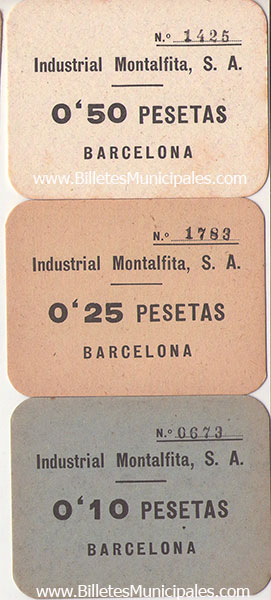 N.º 1425
Industrial Montalfita, S. A.
0'50 PESETAS
BARCELONA
www.BilletesMunicipales.com
N.º 1783
Industrial Montalfita, S. A.
0'25 PESETAS
BARCELONA
N.º 0673
Industrial Montalfita, S. A.
0'10 PESETAS
BARCELONA
www.BilletesMunicipales.com